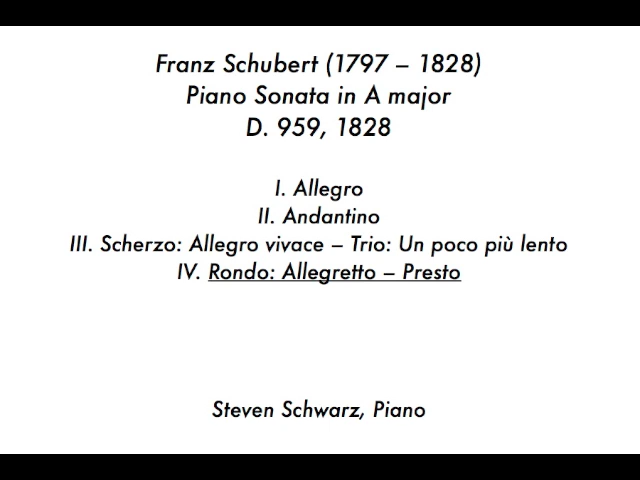 Franz Schubert (1797 – 1828)
Piano Sonata in A major
D. 959, 1828
I. Allegro
II. Andantino
III. Scherzo: Allegro vivace – Trio: Un poco più lento
IV. Rondo: Allegretto – Presto
Steven Schwarz, Piano